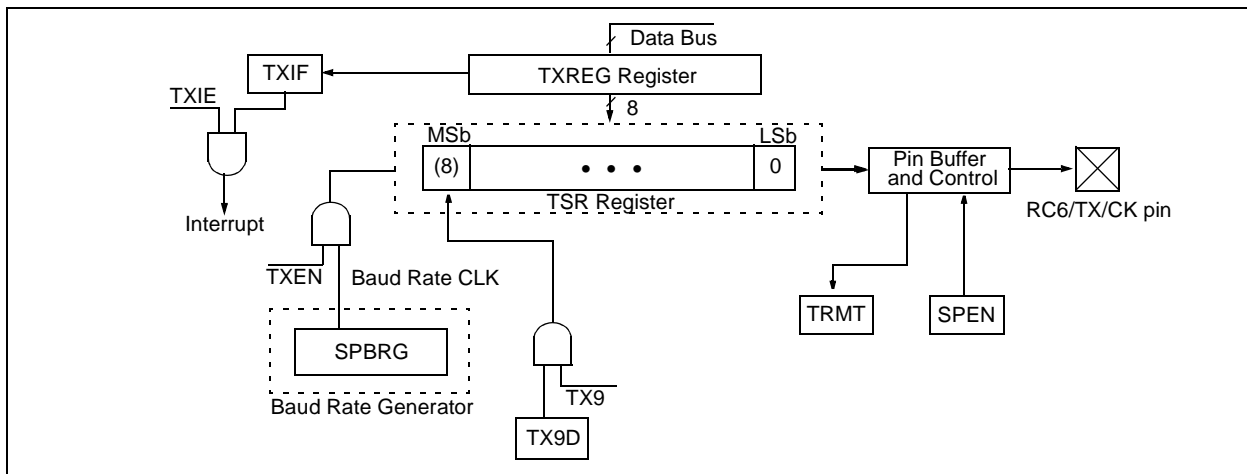 Data Bus
TXIF
TXREG Register
TXIE
8
MSb
LSb
(8)
• • •
0
Pin Buffer
and Control
TSR Register
Interrupt
RC6/TX/CK pin
TXEN
Baud Rate CLK
TRMT
SPEN
SPBRG
TX9
Baud Rate Generator
TX9D